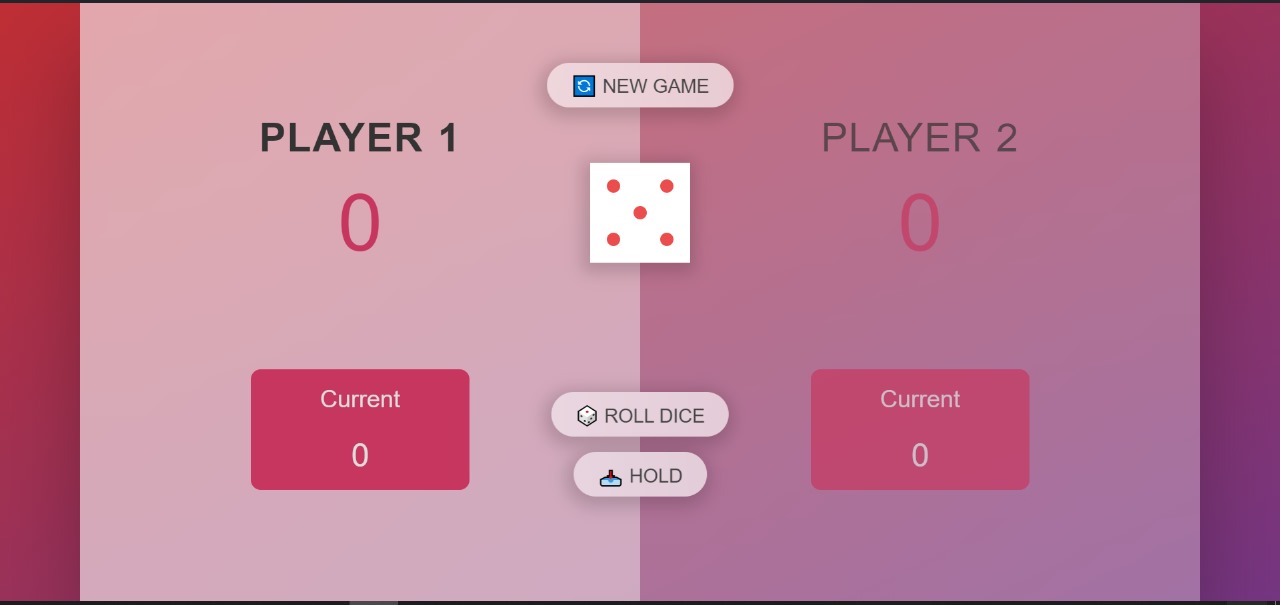 NEW GAME
PLAYER 1
0
PLAYER 2
0
Current
0
ROLL DICE
HOLD
Current
0